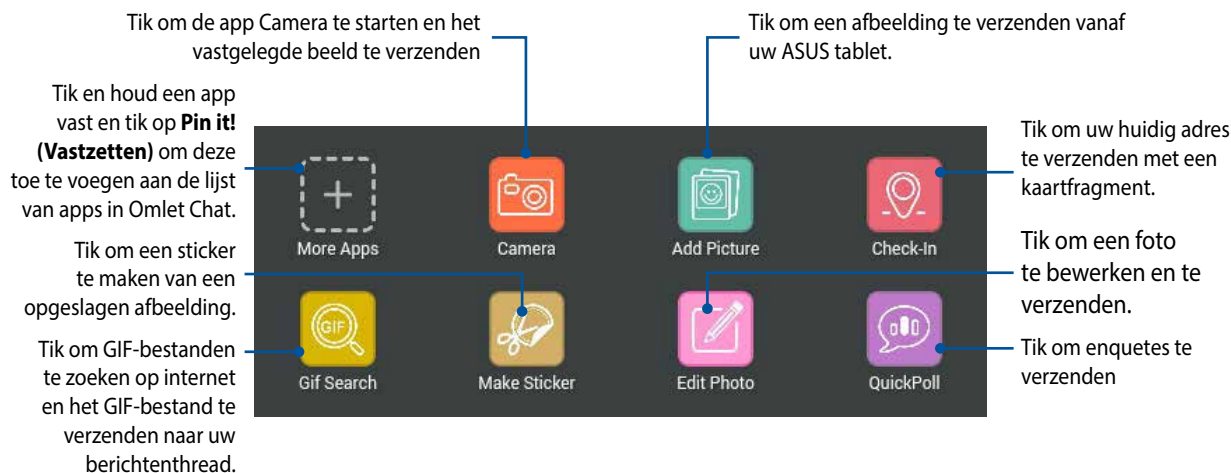 Tik om de app Camera te starten en het
vastgelegde beeld te verzenden
Tik om een afbeelding te verzenden vanaf
uw ASUS tablet.
Tik en houd een app
vast en tik op Pin it!
(Vastzetten) om deze
toe te voegen aan de lijst
van apps in Omlet Chat.
Tik om uw huidig adres
te verzenden met een
kaartfragment.
More Apps
Camera
Add Picture
Check-In
Tik om een sticker
te maken van een
opgeslagen afbeelding.
Tik om een foto
te bewerken en te
verzenden.
GIF
Gif Search
Make Sticker
Edit Photo
QuickPoll
Tik om GIF-bestanden
te zoeken op internet
en het GIF-bestand te
verzenden naar uw
berichtenthread.
Tik om enquetes te
verzenden